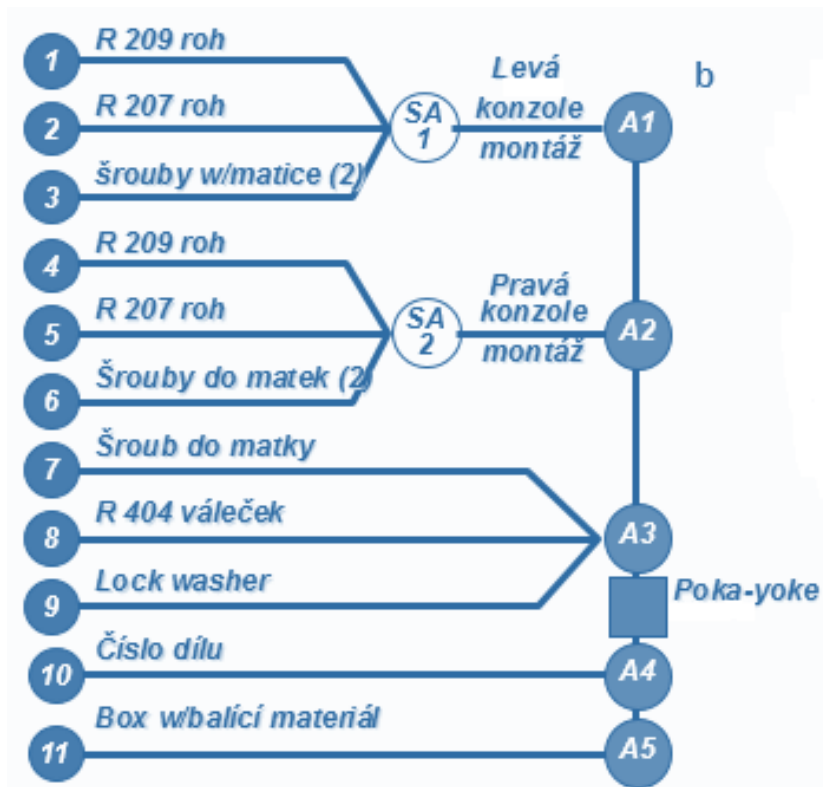 1 R 209 roh
2 R 207 roh
3 šrouby w/matice (2)
SA
1
Levá
konzole
montáž
A1
b
4 R 209 roh
5 R 207 roh
6 Šrouby do matek (2)
SA
2
Pravá
konzole
montáž
A2
7 Šroub do matky
8 R 404 váleček
9 Lock washer
A3
Poka-yoke
10 Číslo dílu
A4
11 Box w/balící materiál
A5